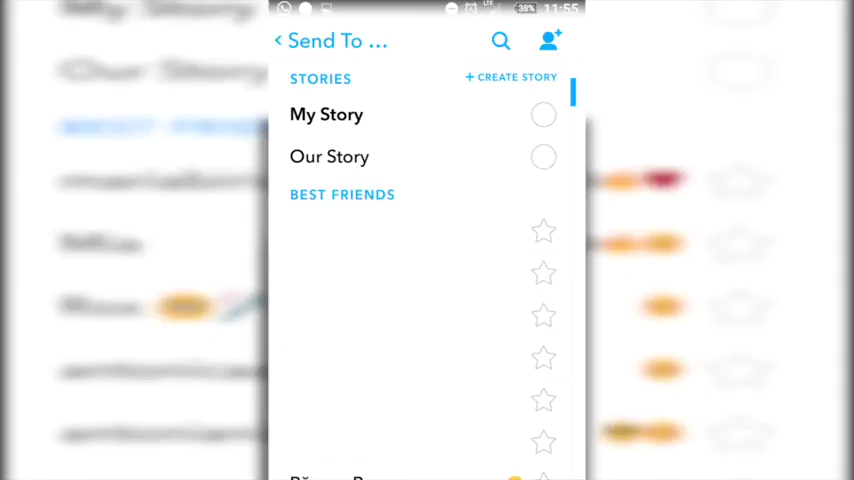 38% 11:55
< Send To ...
STORIES + CREATE STORY
My Story
Our Story
BEST FRIENDS